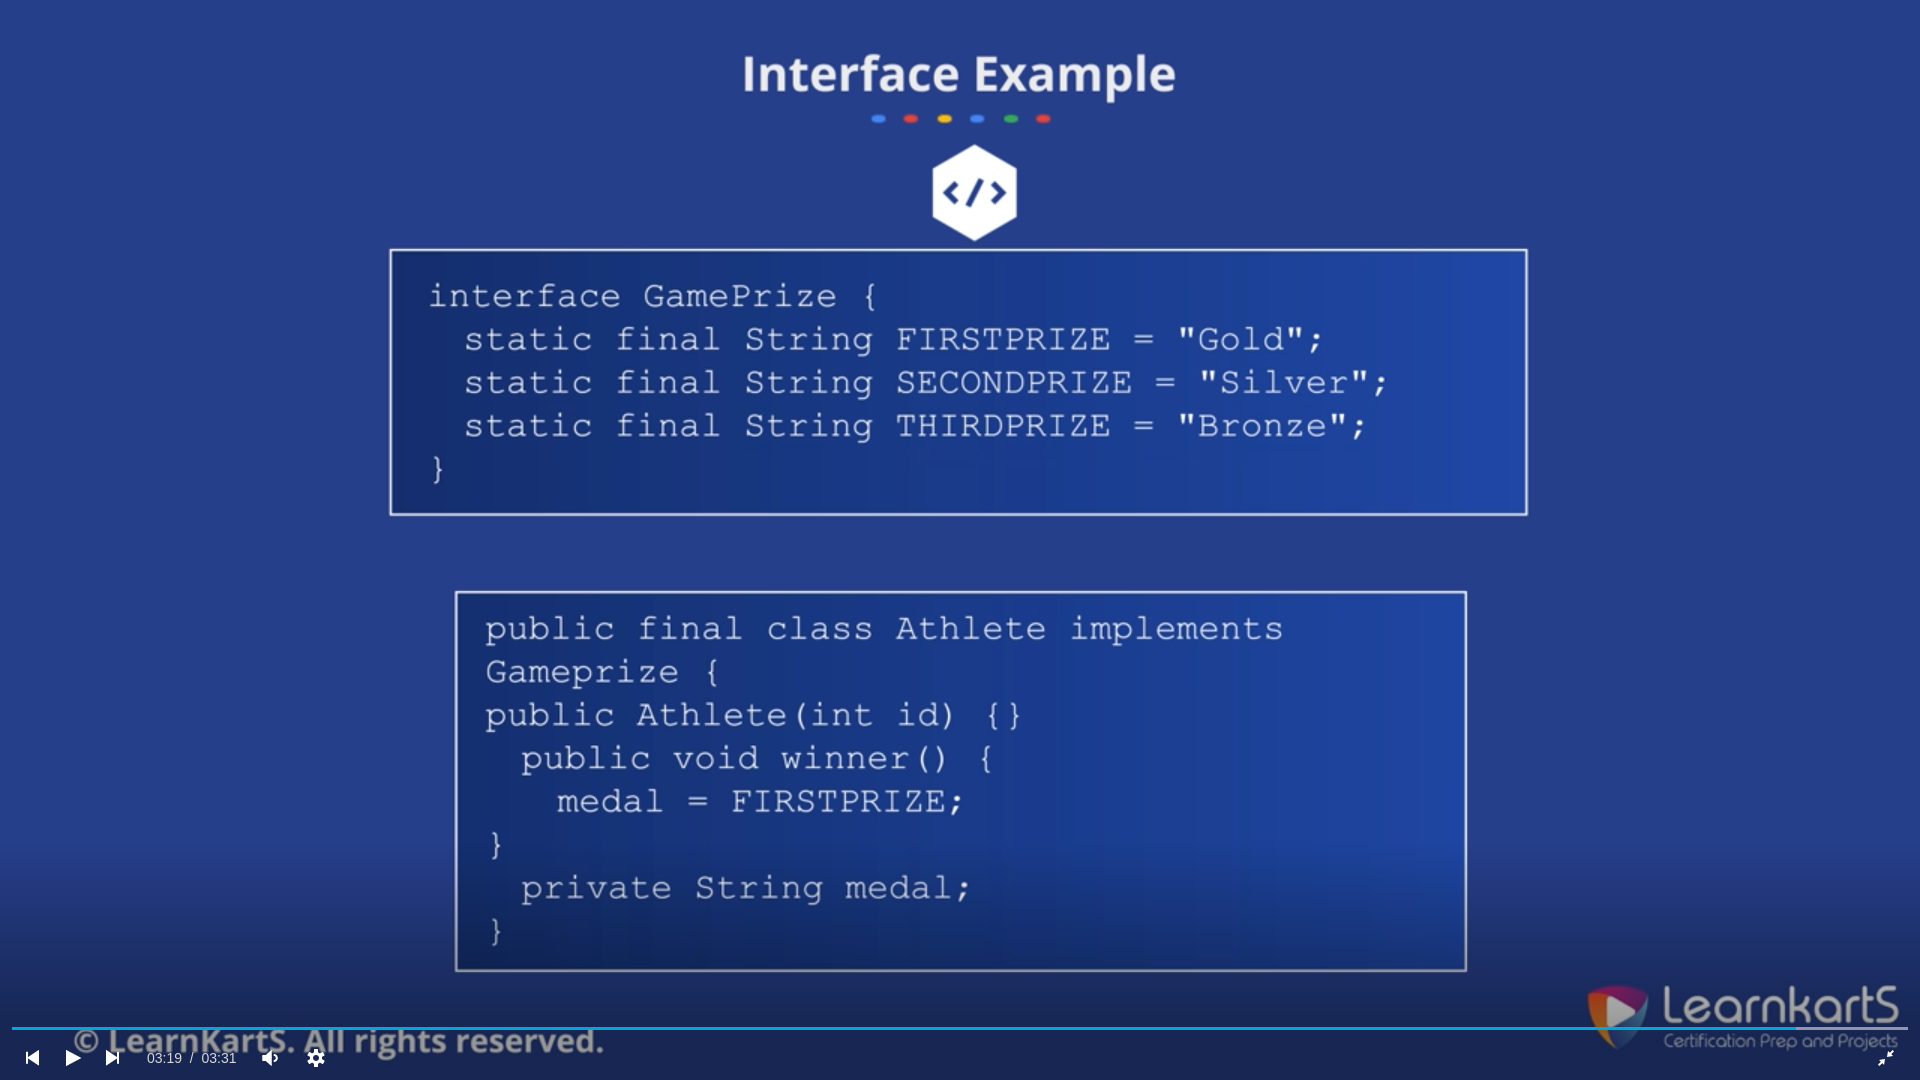 Interface Example
</>
interface GamePrize {
static final String FIRSTPRIZE = "Gold";
static final String SECONDPRIZE = "Silver";
static final String THIRDPRIZE = "Bronze";
}
public final class Athlete implements
Gameprize {
public Athlete(int id) {}
public void winner() {
medal = FIRSTPRIZE;
}
private String medal;
}
LearnkartS
Certification Prep and Projects
© LearnKartS. All rights reserved.
03:19 / 03:31